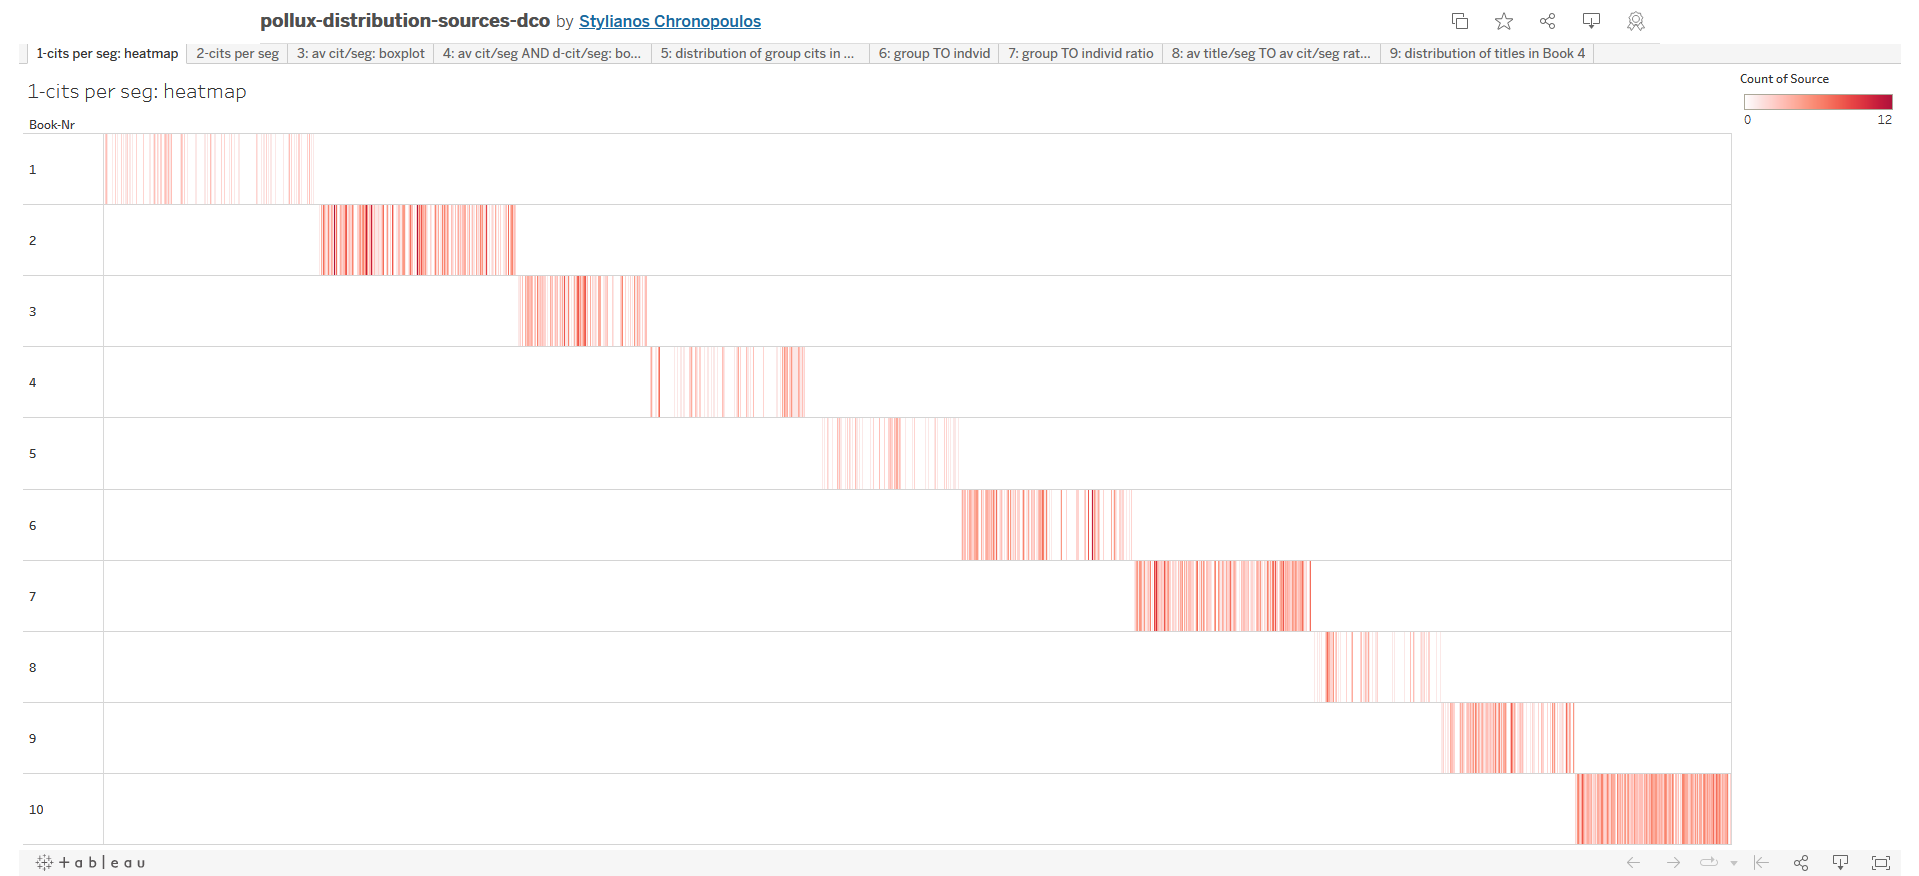 pollux-distribution-sources-dco by Stylianos Chronopoulos
1-cits per seg: heatmap 2-cits per seg 3: av cit/seg: boxplot 4: av cit/seg AND d-cit/seg: bo... 5: distribution of group cits in ... 6: group TO indvid 7: group TO individ ratio 8: av title/seg TO av cit/seg rat... 9: distribution of titles in Book 4
1-cits per seg: heatmap
Count of Source
0 12
Book-Nr
1
2
3
4
5
6
7
8
9
10
+ a b l e a u